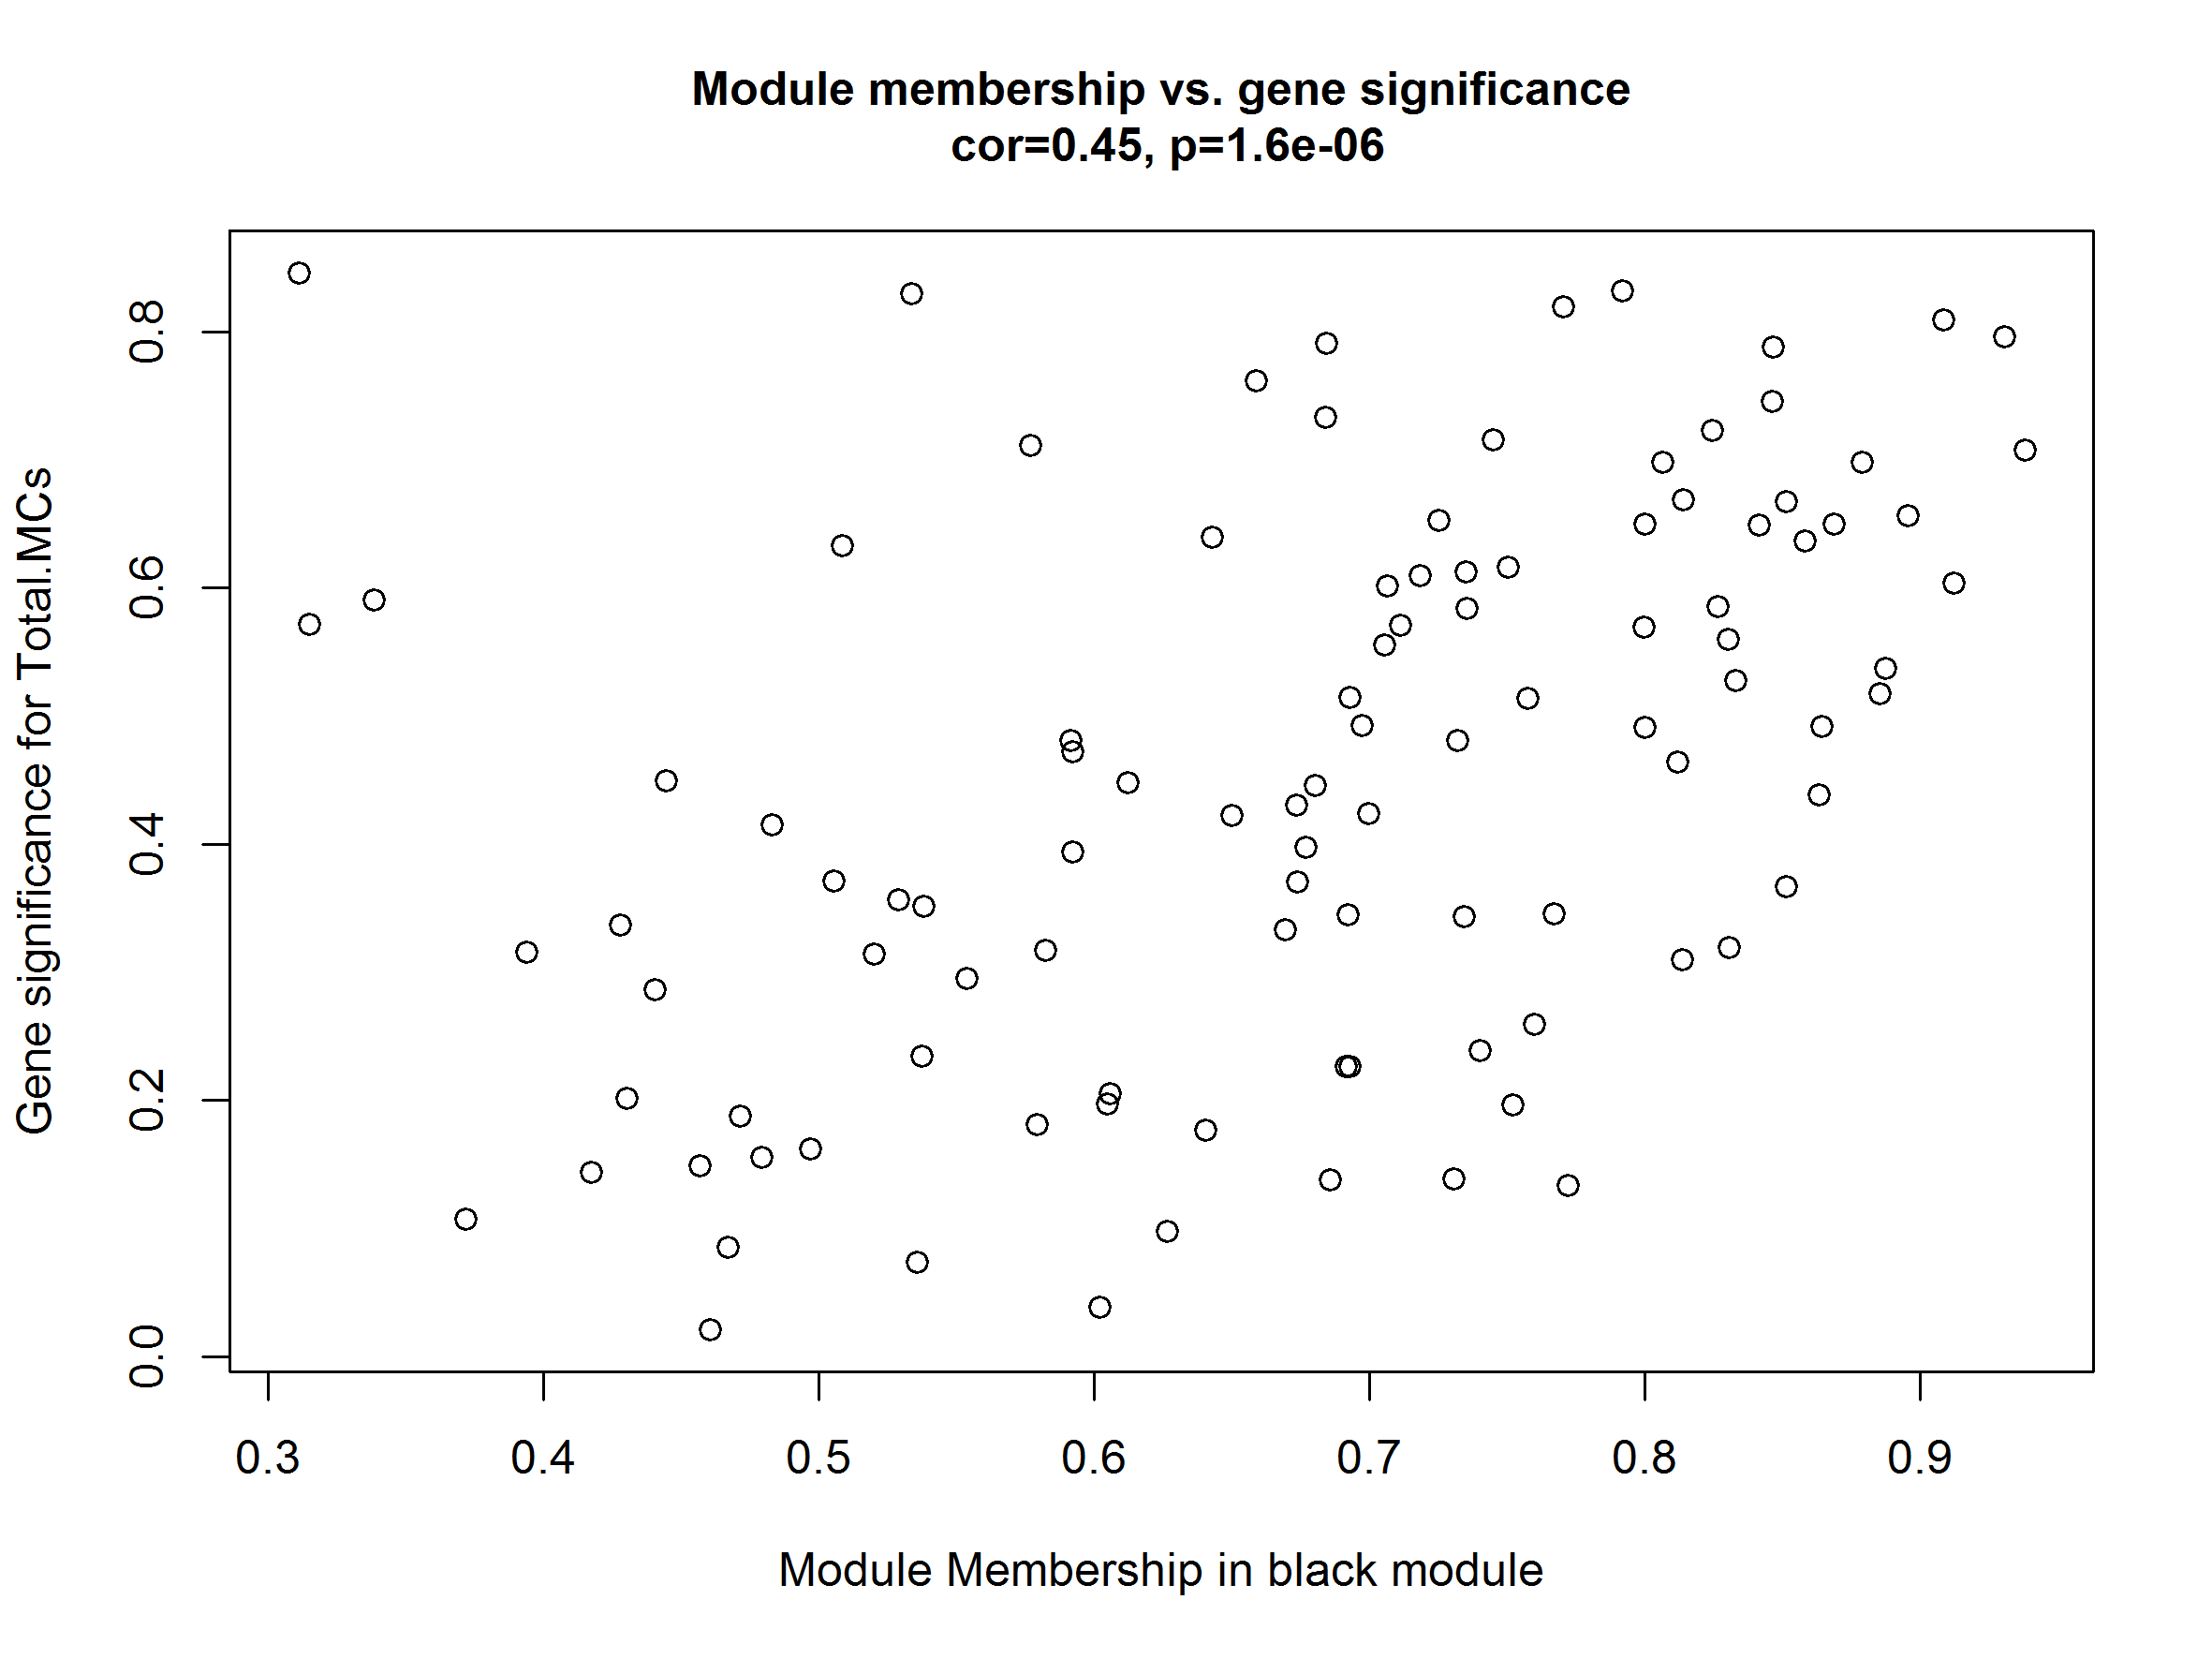 Module membership vs. gene significance
cor=0.45, p=1.6e-06
Gene significance for Total.MCs
0.8
0.6
0.4
0.2
0.0
0.3 0.4 0.5 0.6 0.7 0.8 0.9
Module Membership in black module